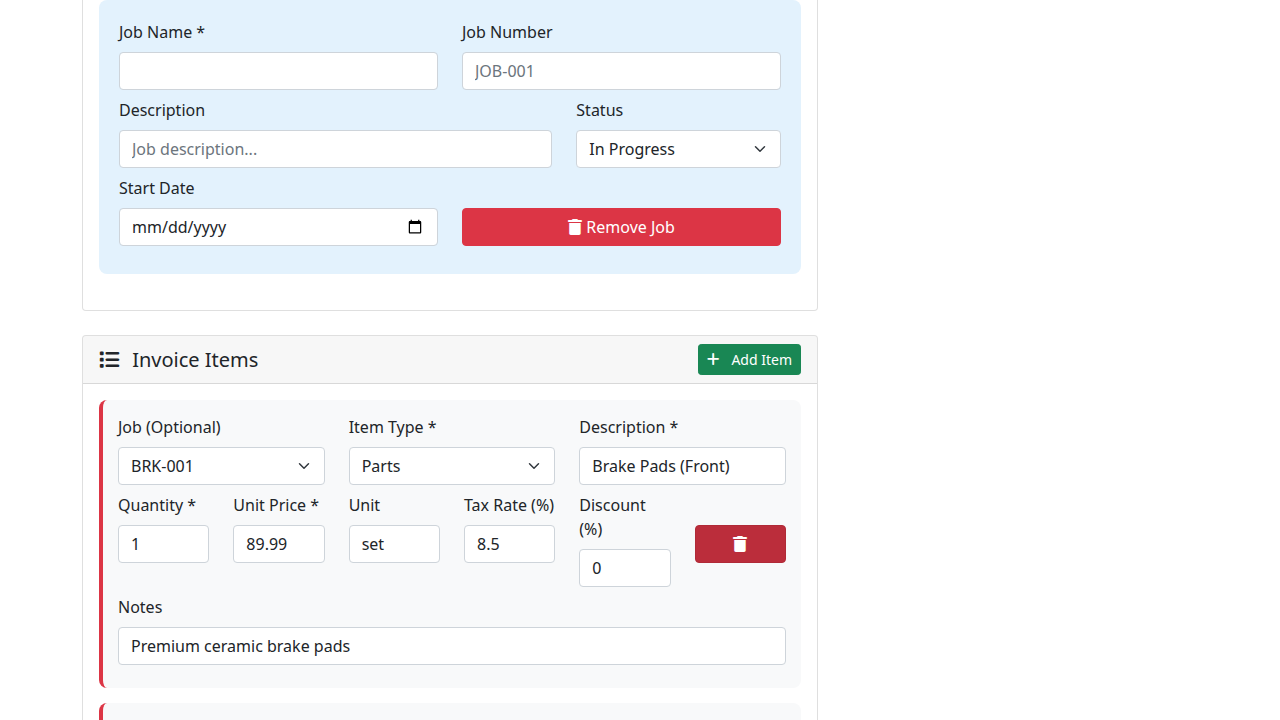 Job Name *
Job Number
JOB-001
Description
Status
Job description...
In Progress
Start Date
mm/dd/yyyy
Remove Job
Invoice Items
Add Item
Job (Optional)
Item Type *
Description *
BRK-001
Parts
Brake Pads (Front)
Quantity *
Unit Price *
Unit
Tax Rate (%)
Discount
(%)
1
89.99
set
8.5
0
Notes
Premium ceramic brake pads